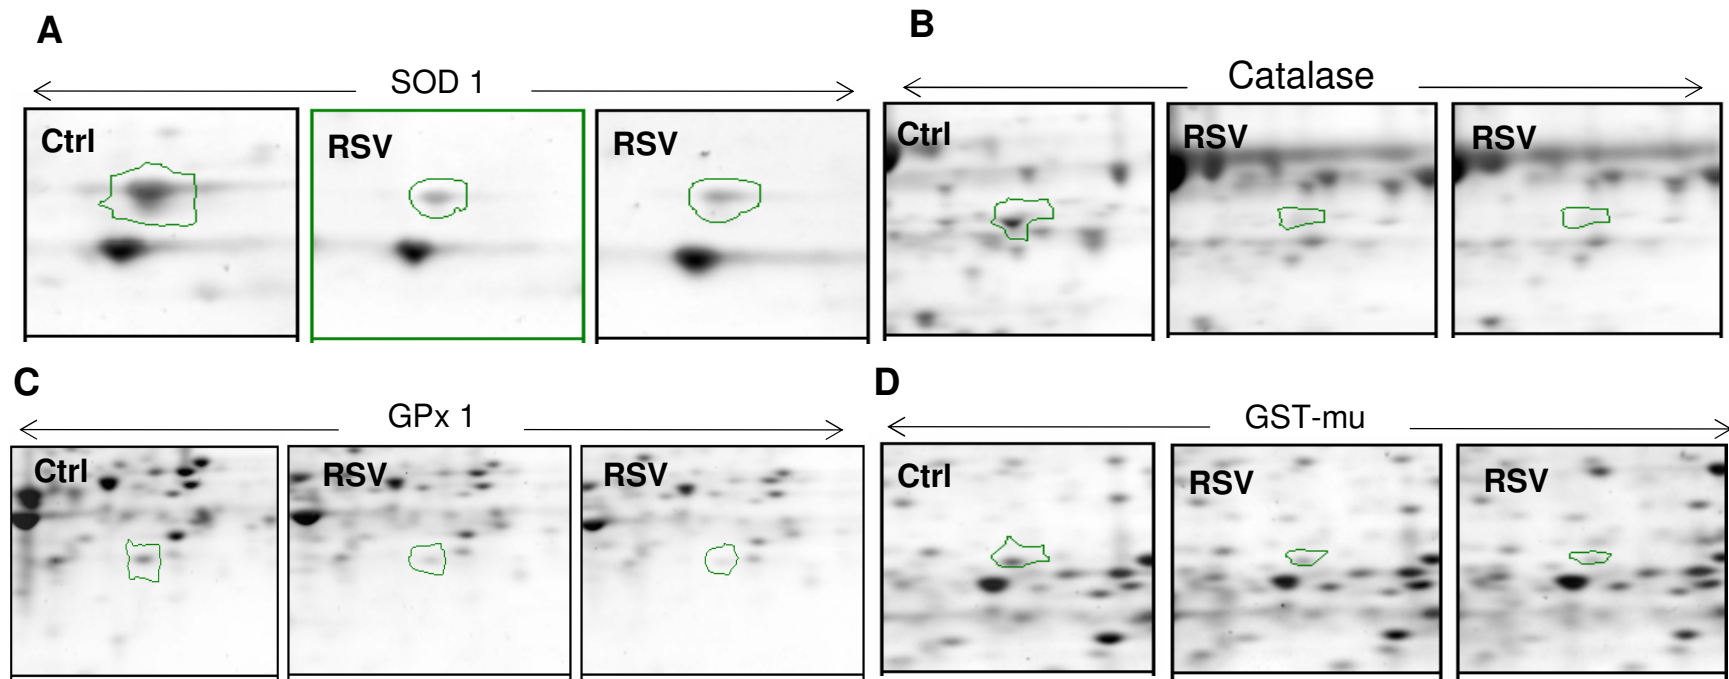 A
SOD 1
Ctrl
RSV
RSV
B
Catalase
Ctrl
RSV
RSV
C
GPx 1
Ctrl
RSV
RSV
D
GST-mu
Ctrl
RSV
RSV